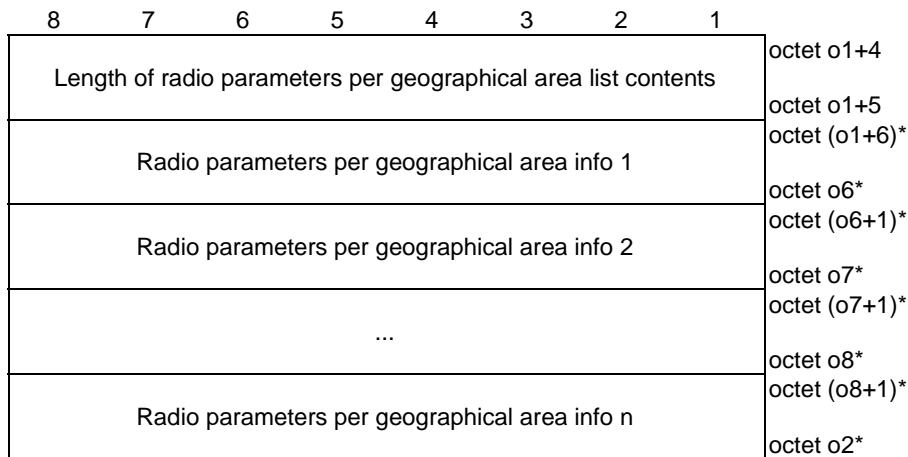 8 7 6 5 4 3 2 1
octet o1+4
Length of radio parameters per geographical area list contents
octet o1+5
octet (o1+6)*
Radio parameters per geographical area info 1
octet o6*
octet (o6+1)*
Radio parameters per geographical area info 2
octet o7*
octet (o7+1)*
...
octet o8*
octet (o8+1)*
Radio parameters per geographical area info n
octet o2*